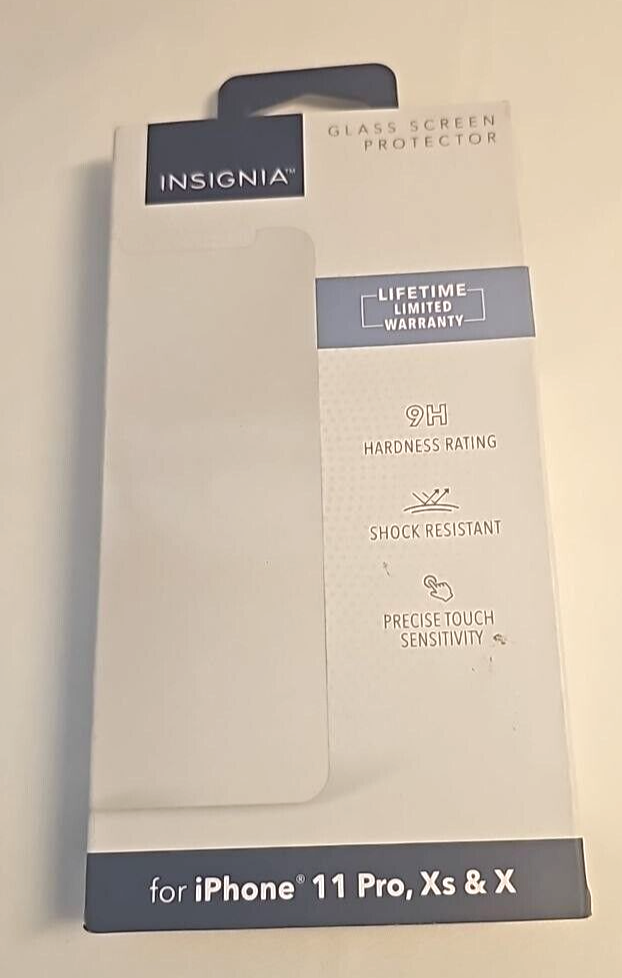 INSIGNIA™
GLASS SCREEN
PROTECTOR
LIFETIME
LIMITED
WARRANTY
9H
HARDNESS RATING
SHOCK RESISTANT
PRECISE TOUCH
SENSITIVITY
for iPhone® 11 Pro, Xs & X